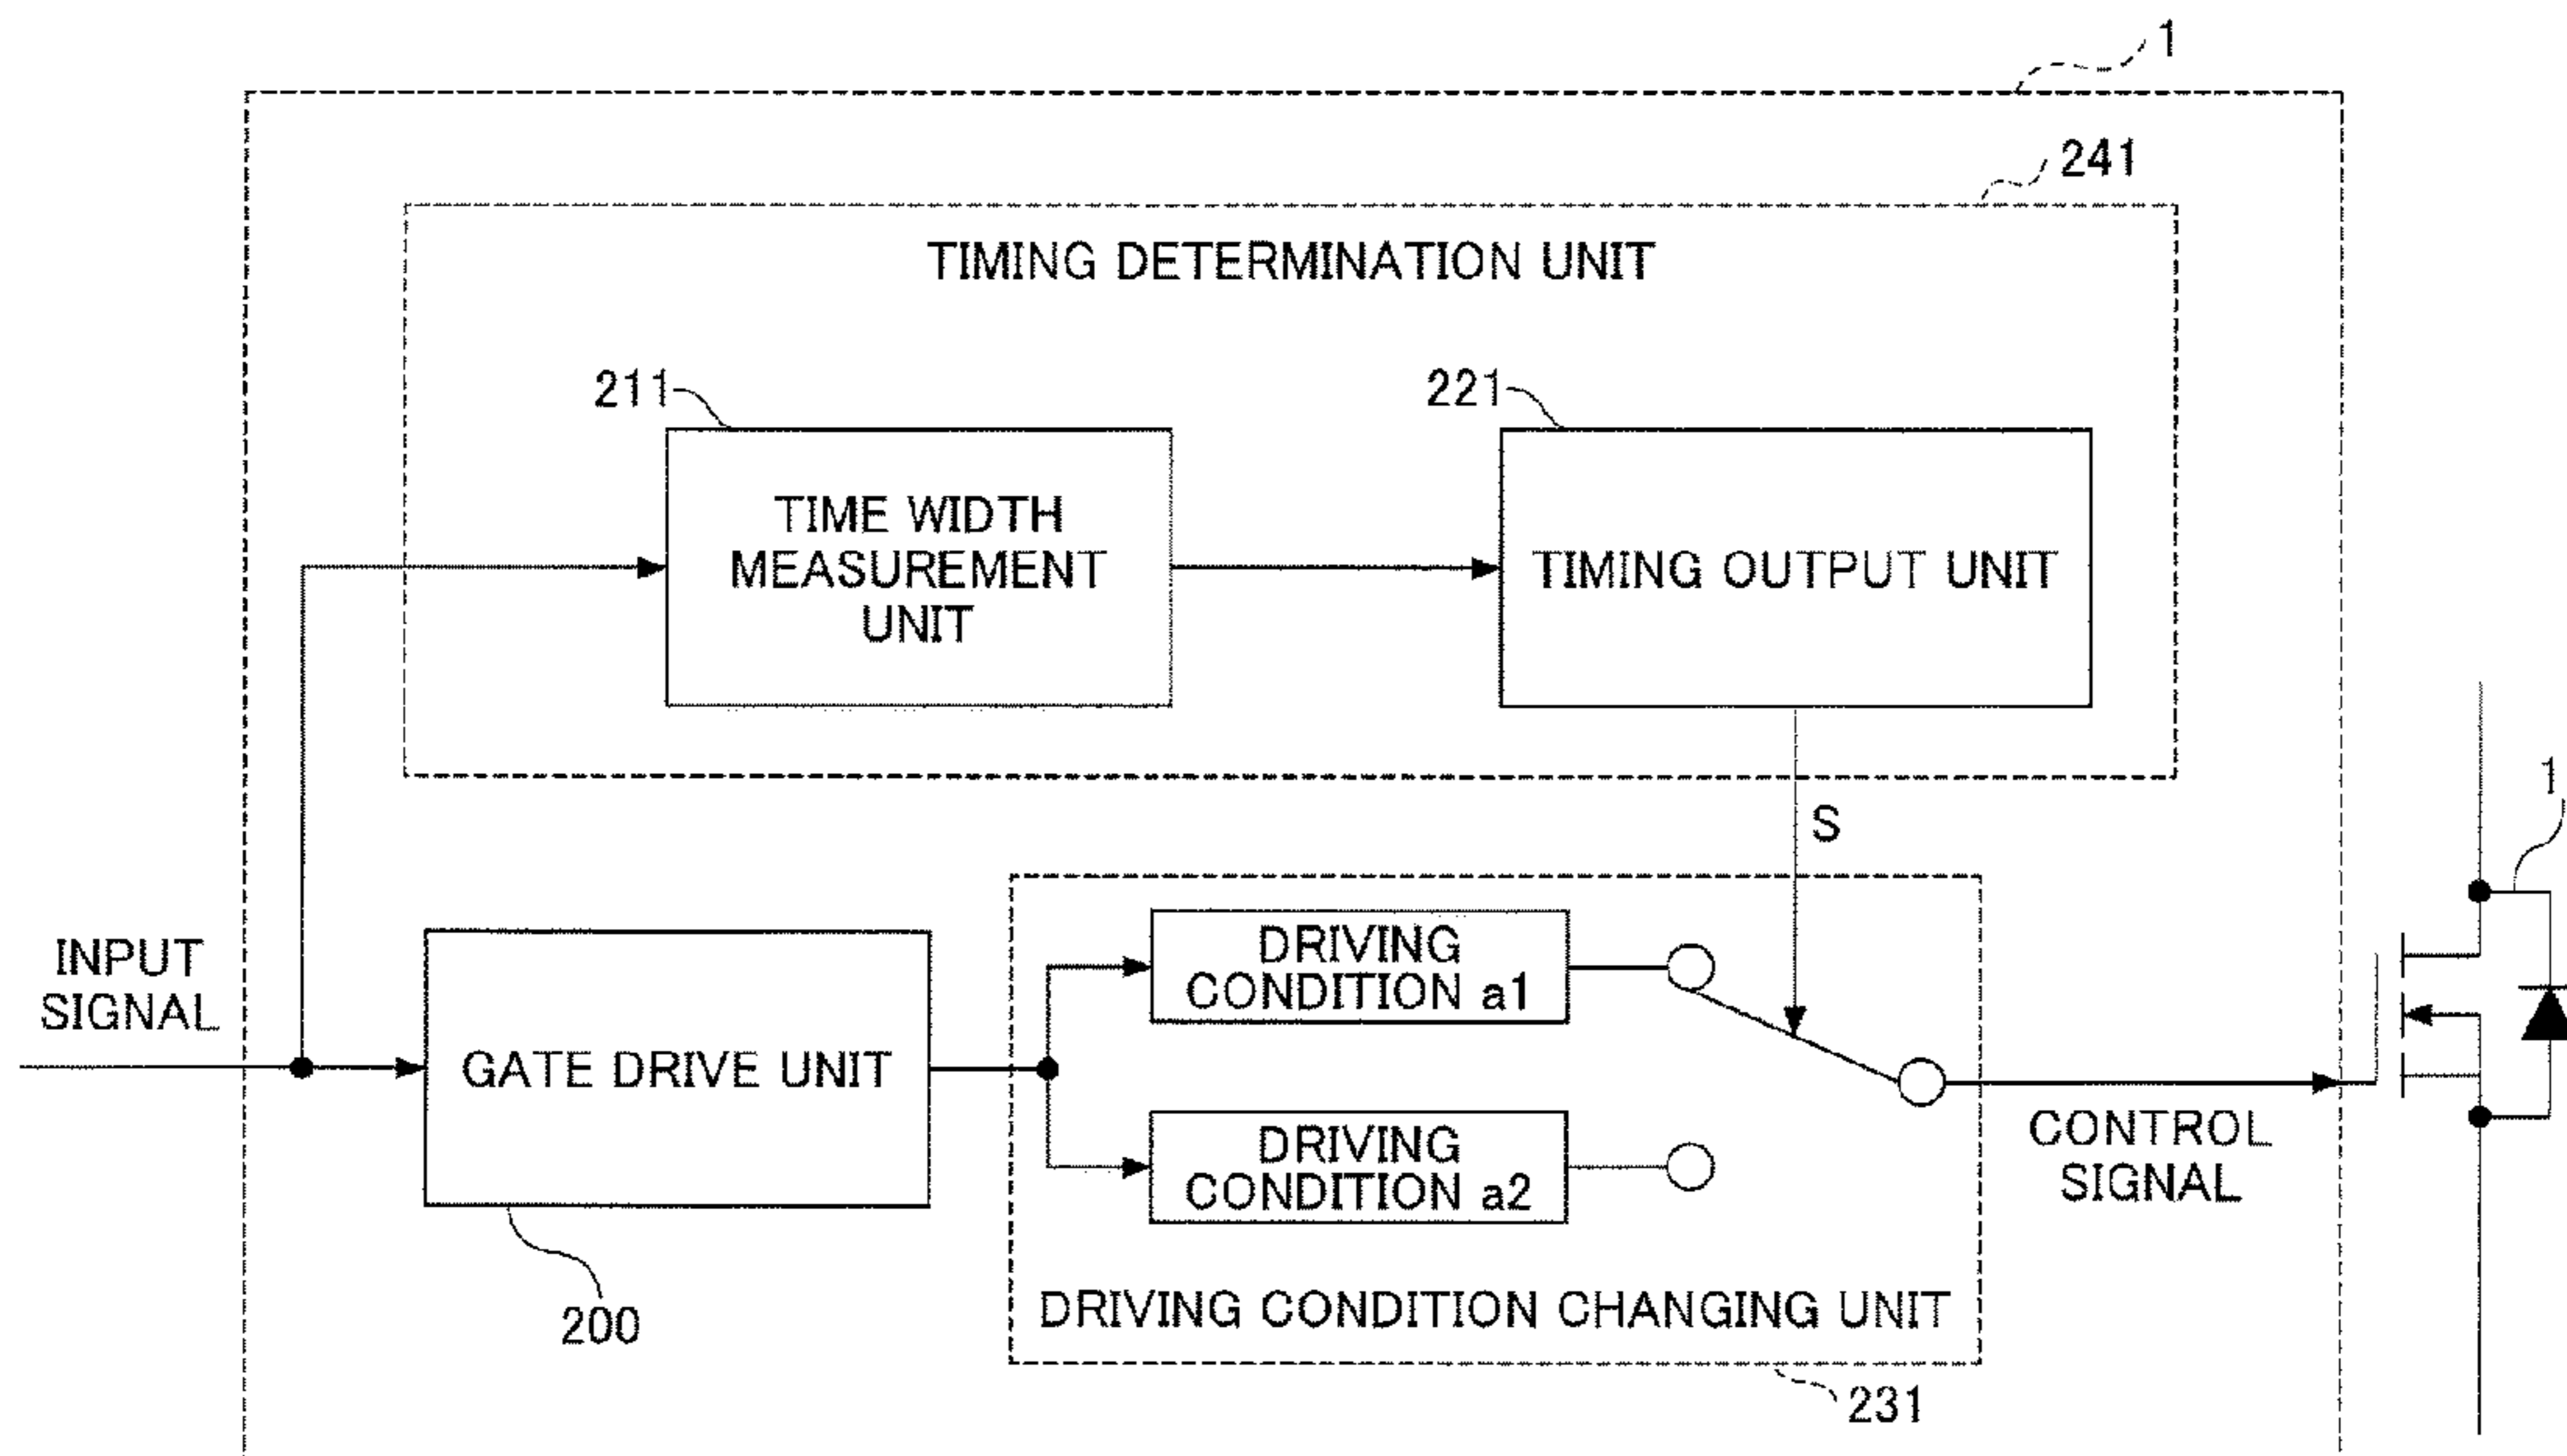 1
241
TIMING DETERMINATION UNIT
211
221
TIME WIDTH
MEASUREMENT
UNIT
TIMING OUTPUT UNIT
1
S
INPUT
SIGNAL
GATE DRIVE UNIT
DRIVING
CONDITION a1
DRIVING
CONDITION a2
CONTROL
SIGNAL
DRIVING CONDITION CHANGING UNIT
200
231